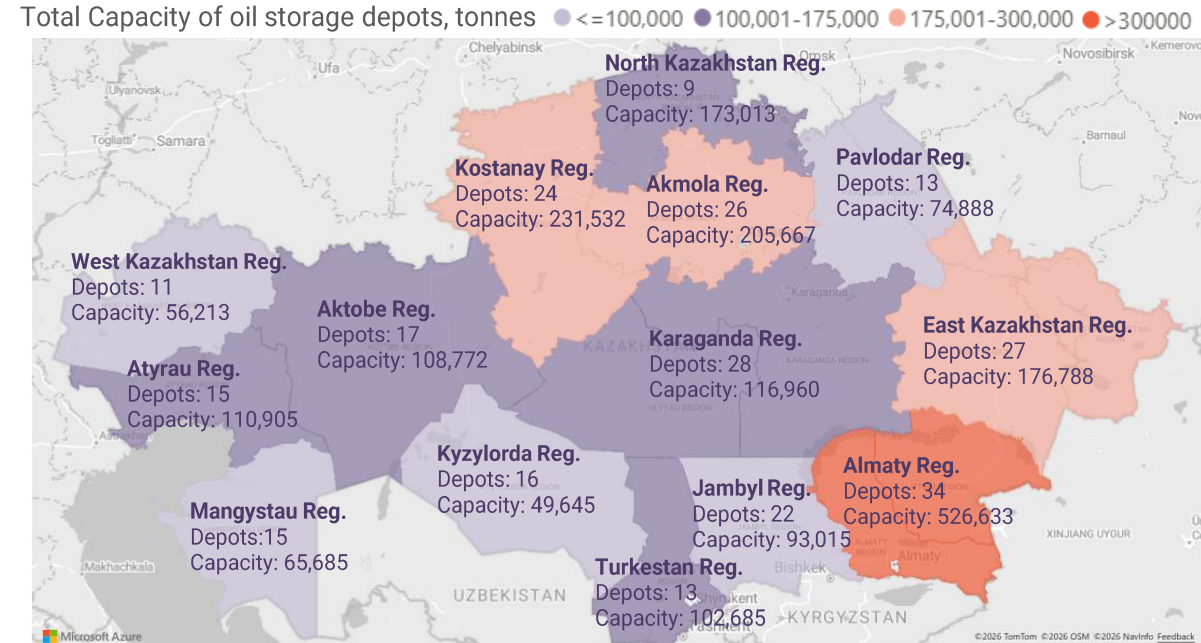 Total Capacity of oil storage depots, tonnes <=100,000 100,001-175,000 175,001-300,000 >300000
Chelyabinsk
Omsk
Novosibirsk
Kemerovo
Ufa
Ulyanovsk
Togliatti
Samara
Barnaul
North Kazakhstan Reg.
Depots: 9
Capacity: 173,013
Kostanay Reg.
Depots: 24
Capacity: 231,532
Akmola Reg.
Depots: 26
Capacity: 205,667
Pavlodar Reg.
Depots: 13
Capacity: 74,888
West Kazakhstan Reg.
Depots: 11
Capacity: 56,213
Aktobe Reg.
Depots: 17
Capacity: 108,772
Karaganda
Karaganda Reg.
Depots: 28
Capacity: 116,960
KARAGANDA REGION
ULYTAU REGION
East Kazakhstan Reg.
Depots: 27
Capacity: 176,788
Atyrau Reg.
Depots: 15
Capacity: 110,905
Kyzylorda Reg.
Depots: 16
Capacity: 49,645
Jambyl Reg.
Depots: 22
Capacity: 93,015
Almaty Reg.
Depots: 34
Capacity: 526,633
ALMATY
REGION
Almaty
Mangystau Reg.
Depots:15
Capacity: 65,685
Turkestan Reg.
Depots: 13
Capacity: 102,685
Makhachkala
UZBEKISTAN
Bishkek
Shymkent
Tashkent
KYRGYZSTAN
XINJIANG UYGUR
Microsoft Azure
©2026 TomTom ©2026 OSM ©2026 NavInfo Feedback